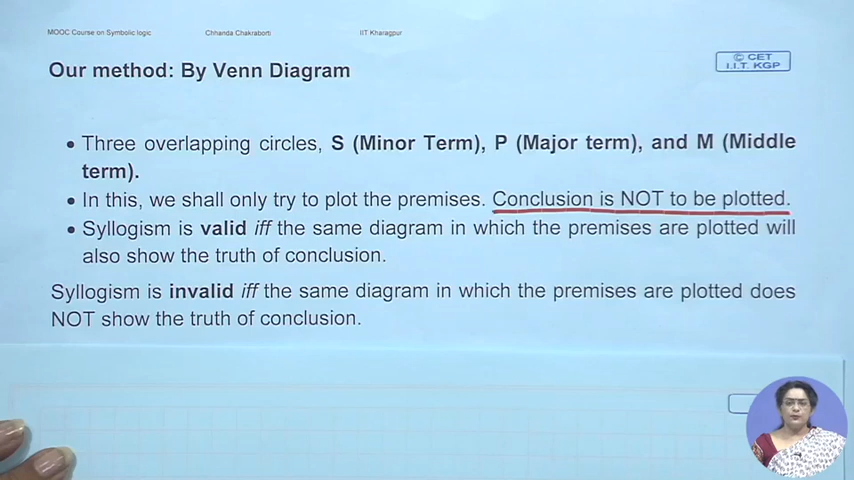 MOOC Course on Symbolic logic Chhanda Chakraborti IIT Kharagpur
Our method: By Venn Diagram
© CET
I.I.T. KGP
• Three overlapping circles, S (Minor Term), P (Major term), and M (Middle
term).
• In this, we shall only try to plot the premises. Conclusion is NOT to be plotted.
• Syllogism is valid iff the same diagram in which the premises are plotted will
also show the truth of conclusion.
Syllogism is invalid iff the same diagram in which the premises are plotted does
NOT show the truth of conclusion.